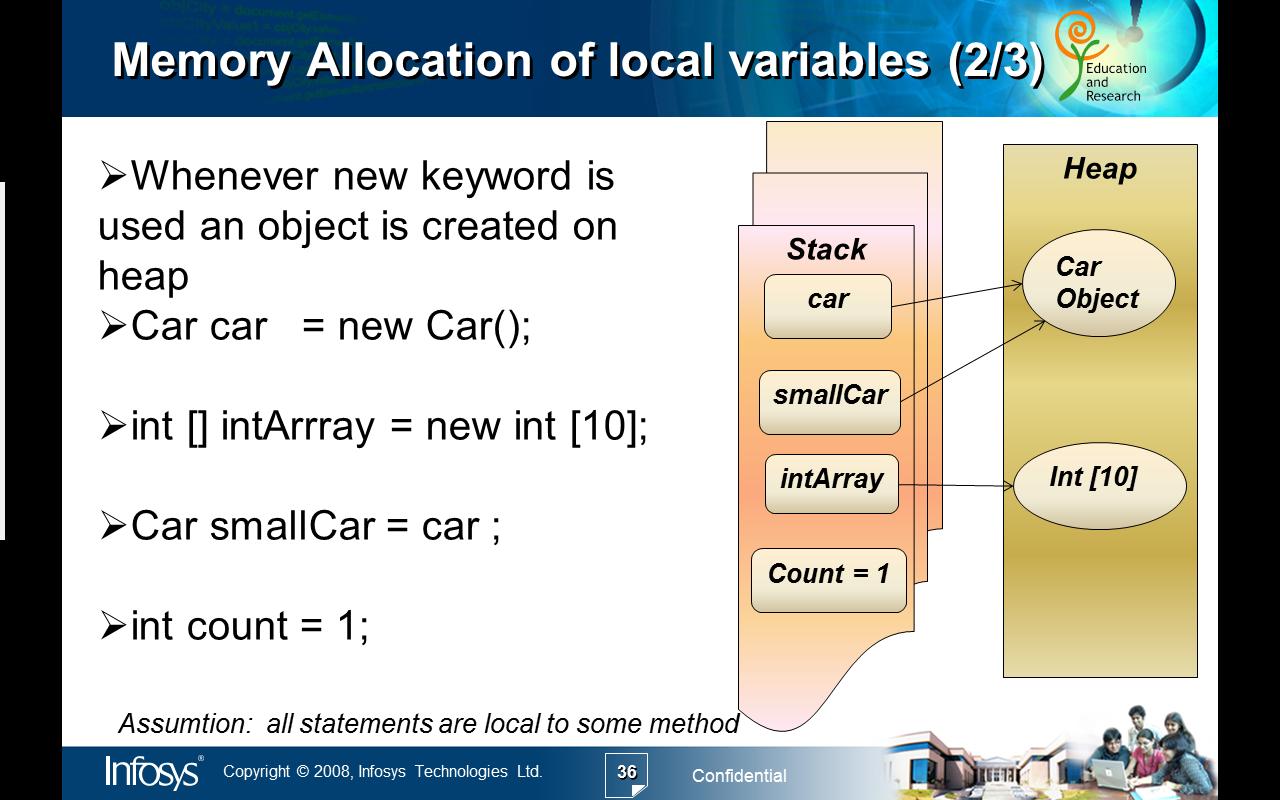 Memory Allocation of local variables (2/3)
Education
and
Research
➢Whenever new keyword is
used an object is created on
heap
➢Car car = new Car();
➢int [] intArrray = new int [10];
➢Car smallCar = car ;
➢int count = 1;
Assumtion: all statements are local to some method
Stack
car
smallCar
intArray
Count = 1
Heap
Car
Object
Int [10]
Infosys®
Copyright © 2008, Infosys Technologies Ltd.
36
Confidential